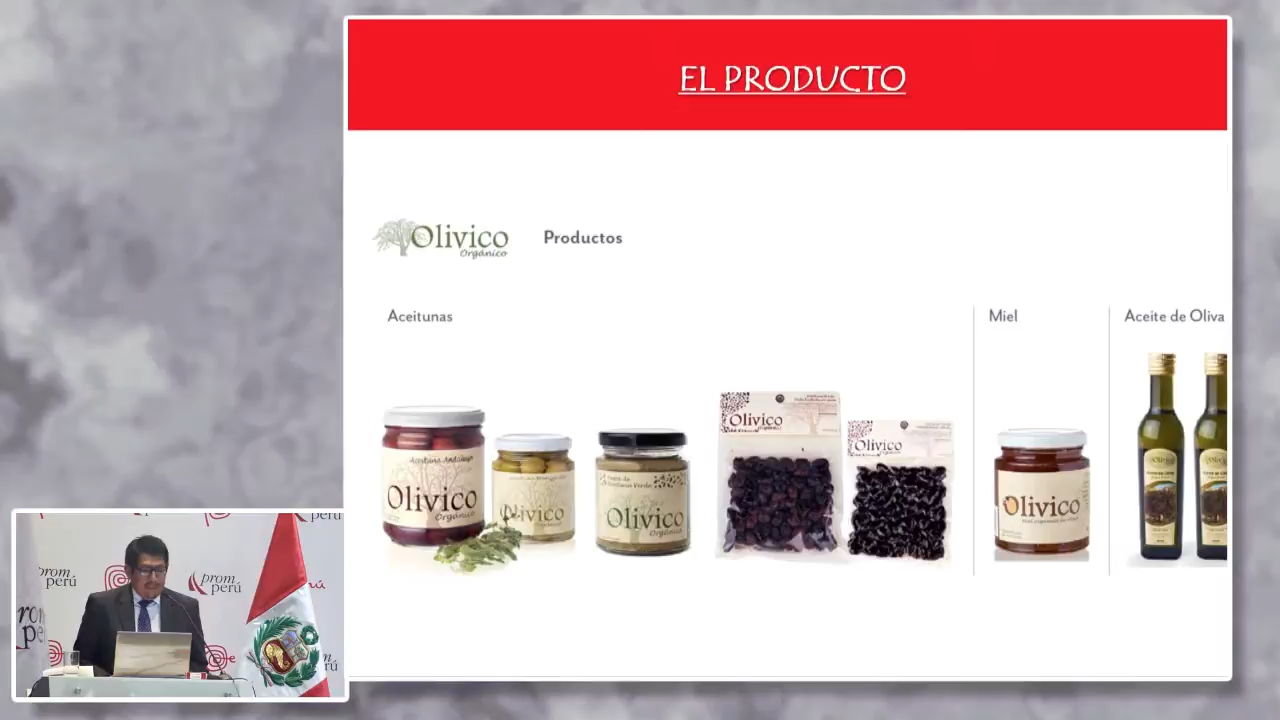 EL PRODUCTO
Olivico
Orgánico
Productos
Aceitunas
Miel
Aceite de Oliva
Olivico
Orgánico
Olivico
Olivico
Orgánico
Olivico
Olivico
Olivico
prom
perú
prom
perú
perú